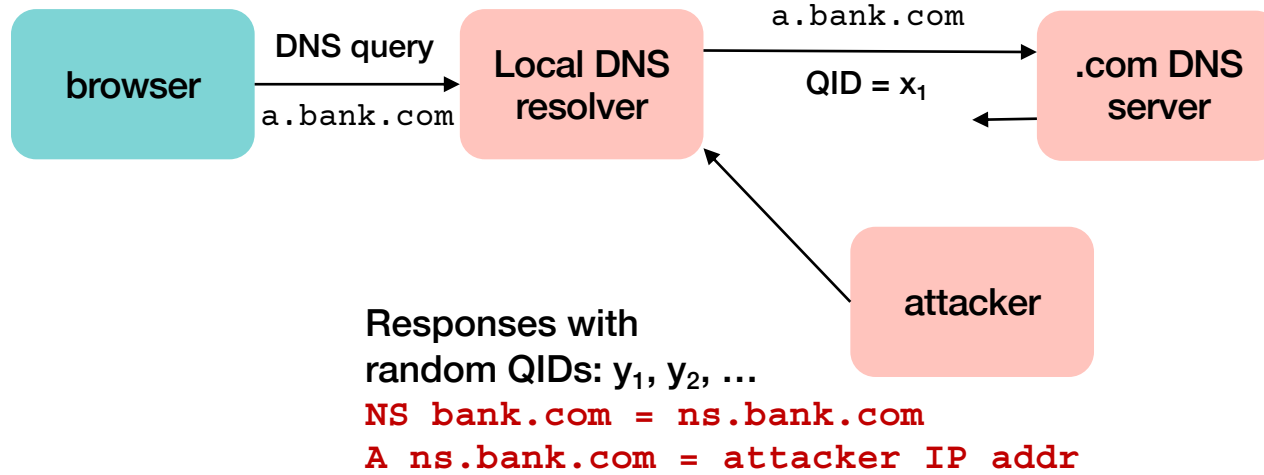 browser
DNS query
a.bank.com
Local DNS
resolver
a.bank.com
QID = x₁
.com DNS
server
attacker
Responses with
random QIDs: y₁, y₂, ...
NS bank.com = ns.bank.com
A ns.bank.com = attacker IP addr